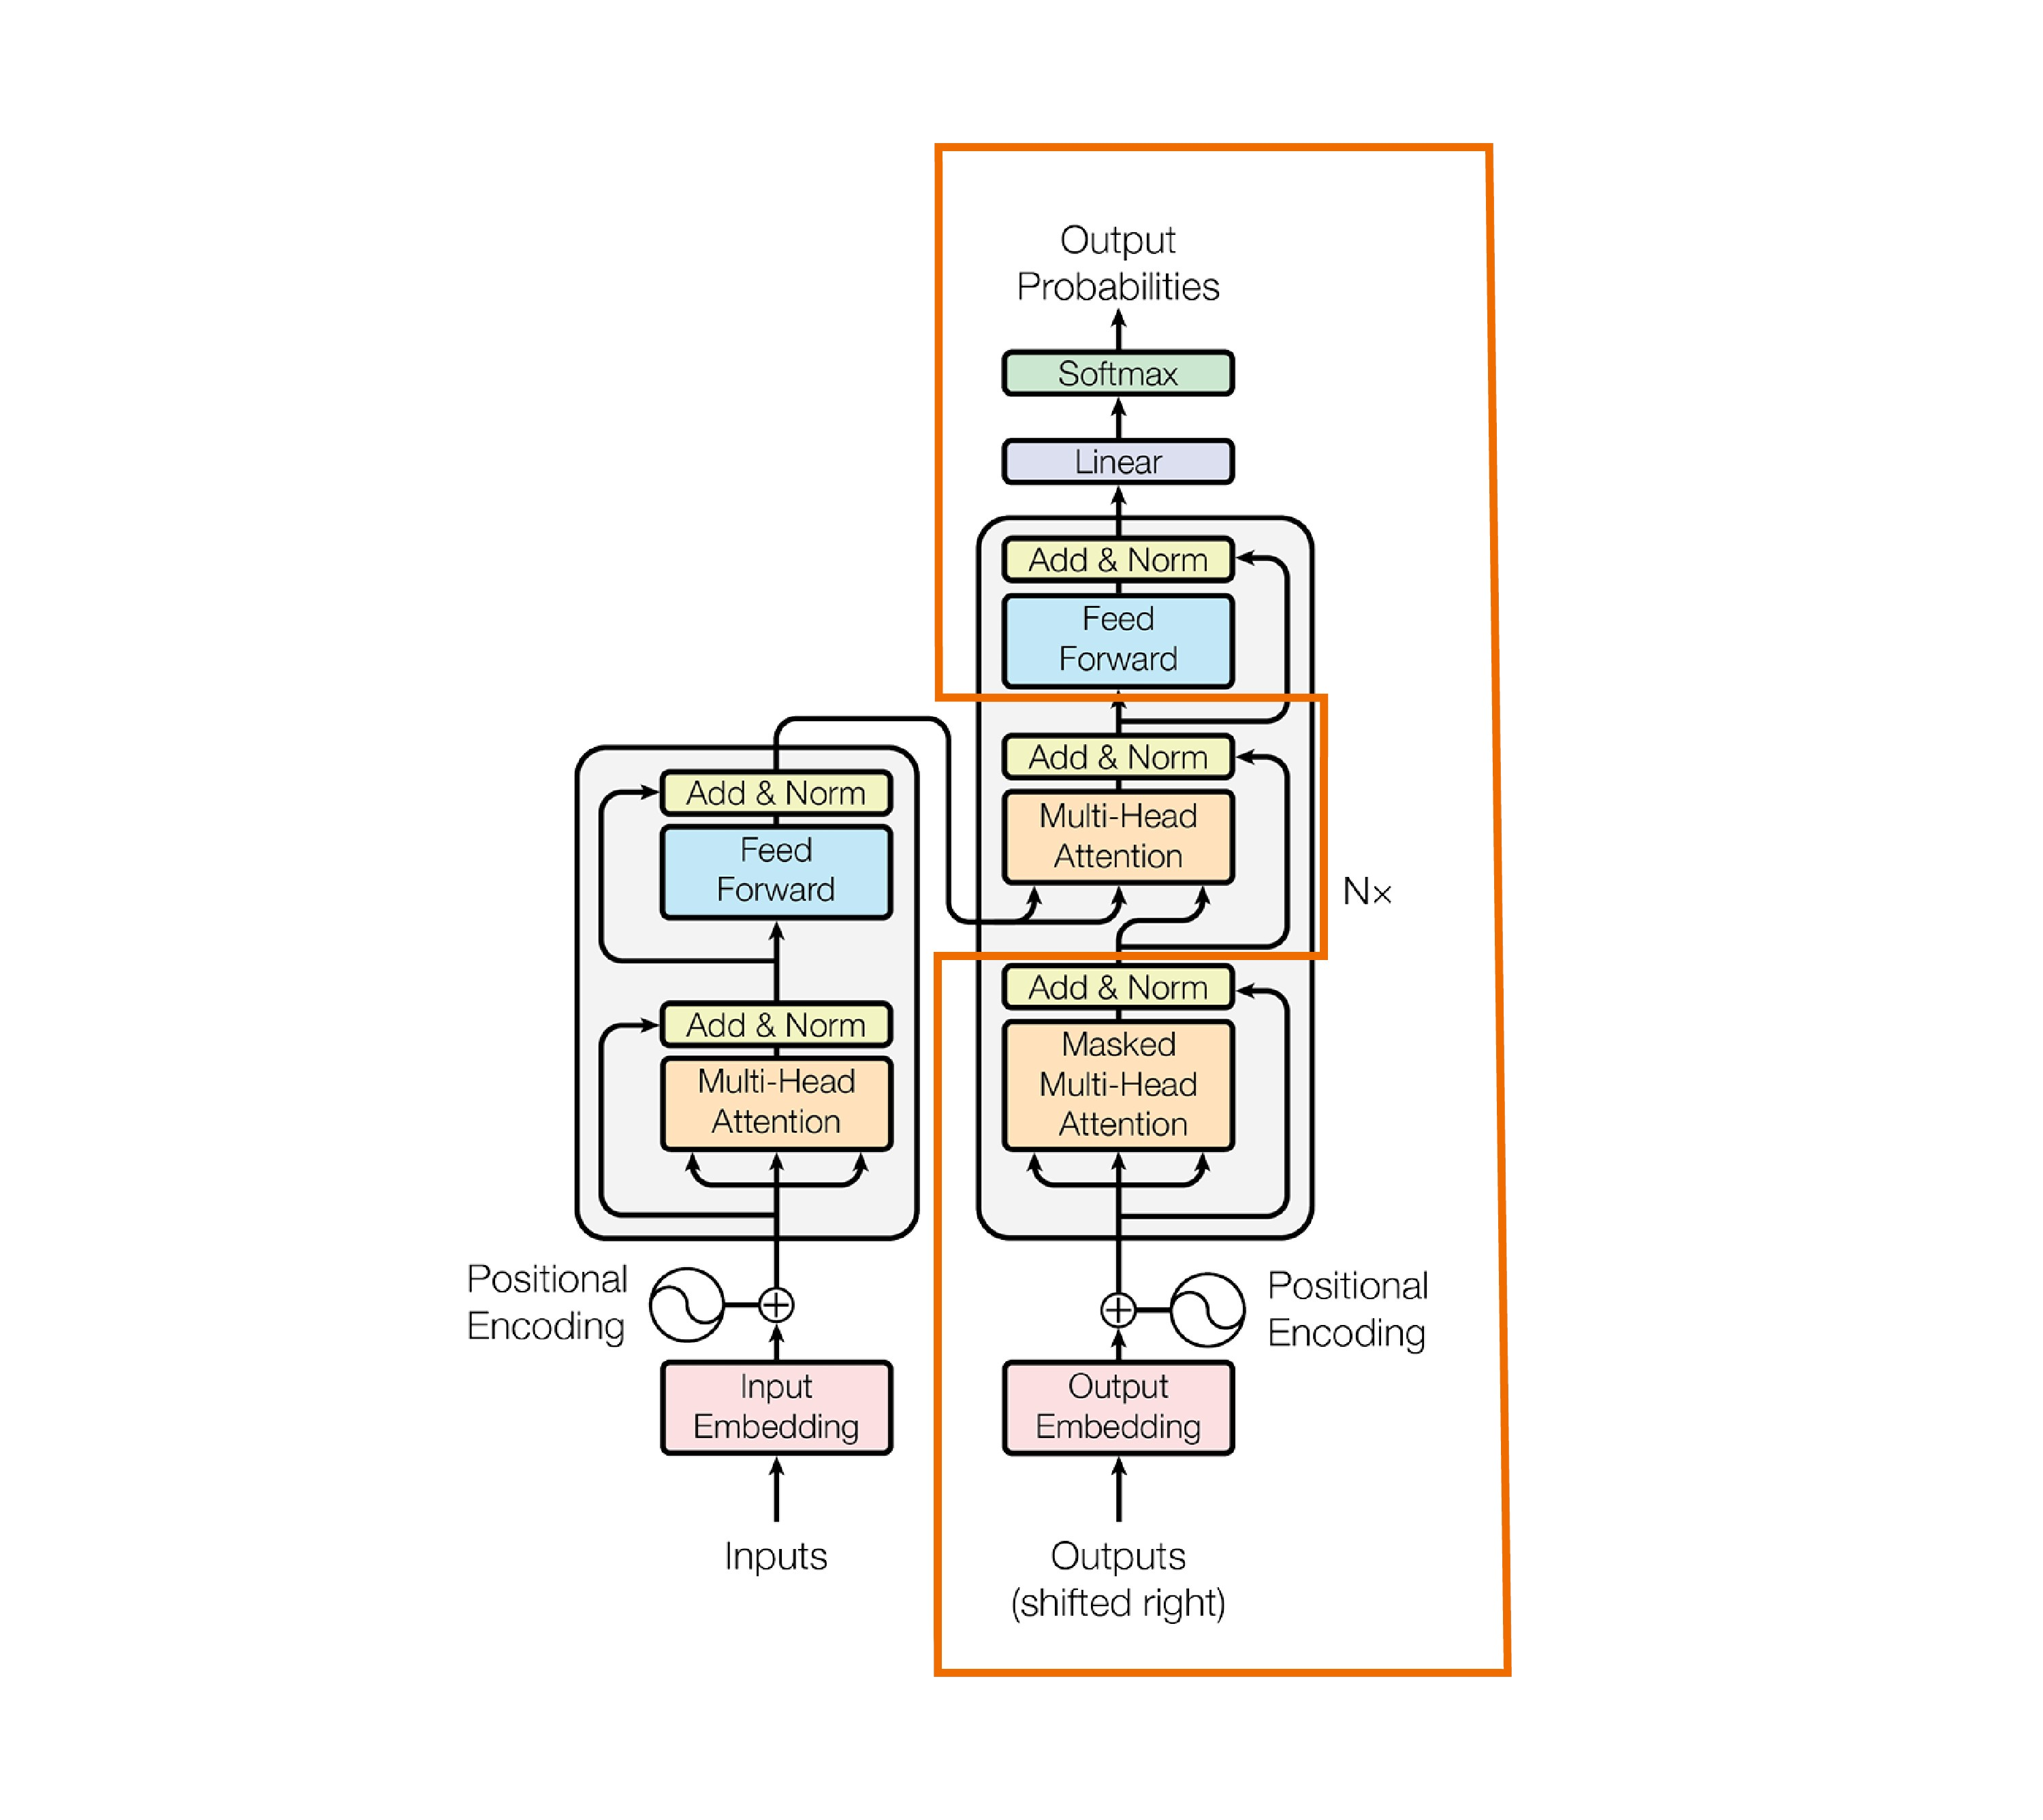 Output
Probabilities
Softmax
Linear
Add & Norm
Feed
Forward
Add & Norm
Multi-Head
Attention
Nx
Add & Norm
Masked
Multi-Head
Attention
Positional
Encoding
Output
Embedding
Outputs
(shifted right)
Add & Norm
Feed
Forward
Add & Norm
Multi-Head
Attention
Positional
Encoding
Input
Embedding
Inputs